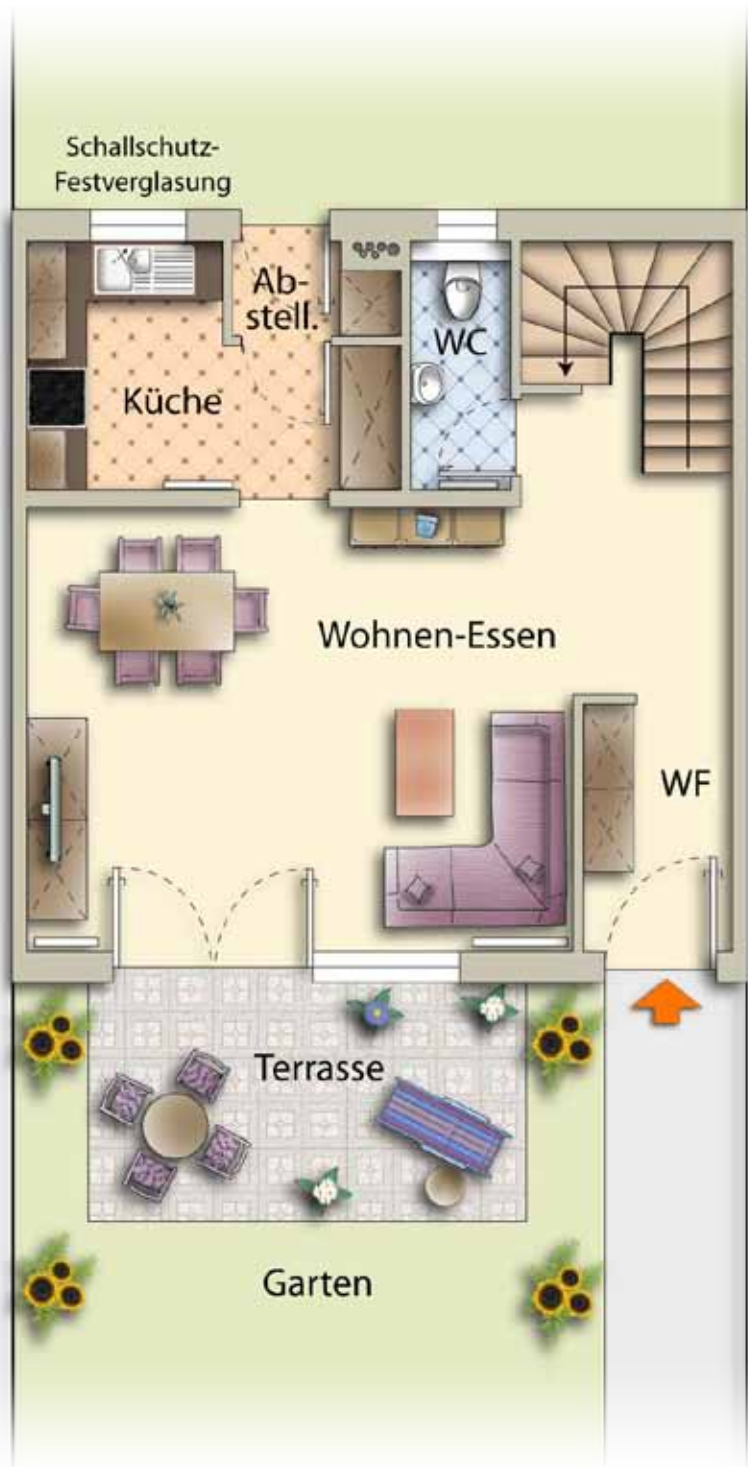 Schallschutz-
Festverglasung
Ab-
stell.
WC
Küche
Wohnen-Essen
WF
Terrasse
Garten